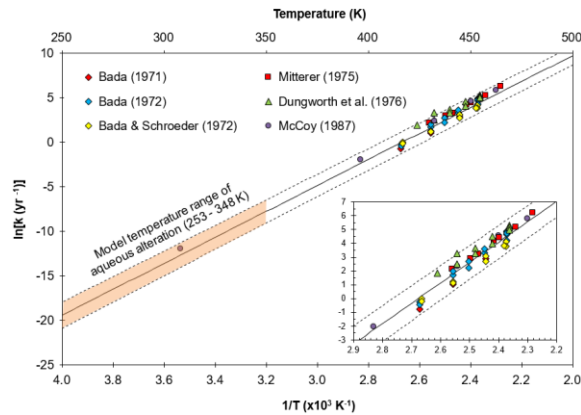 Temperature (K)
250 300 350 400 450 500
10
5
0
-5
-10
-15
-20
-25
ln[k (yr⁻¹)]
Bada (1971)
Bada (1972)
Bada & Schroeder (1972)
Mitterer (1975)
Dungworth et al. (1976)
McCoy (1987)
Model temperature range of
aqueous alteration (253 - 348 K)
7
6
5
4
3
2
1
0
-1
-2
-3
2.9 2.8 2.7 2.6 2.5 2.4 2.3 2.2
4.0 3.8 3.6 3.4 3.2 3.0 2.8 2.6 2.4 2.2 2.0
1/T (x10³ K⁻¹)